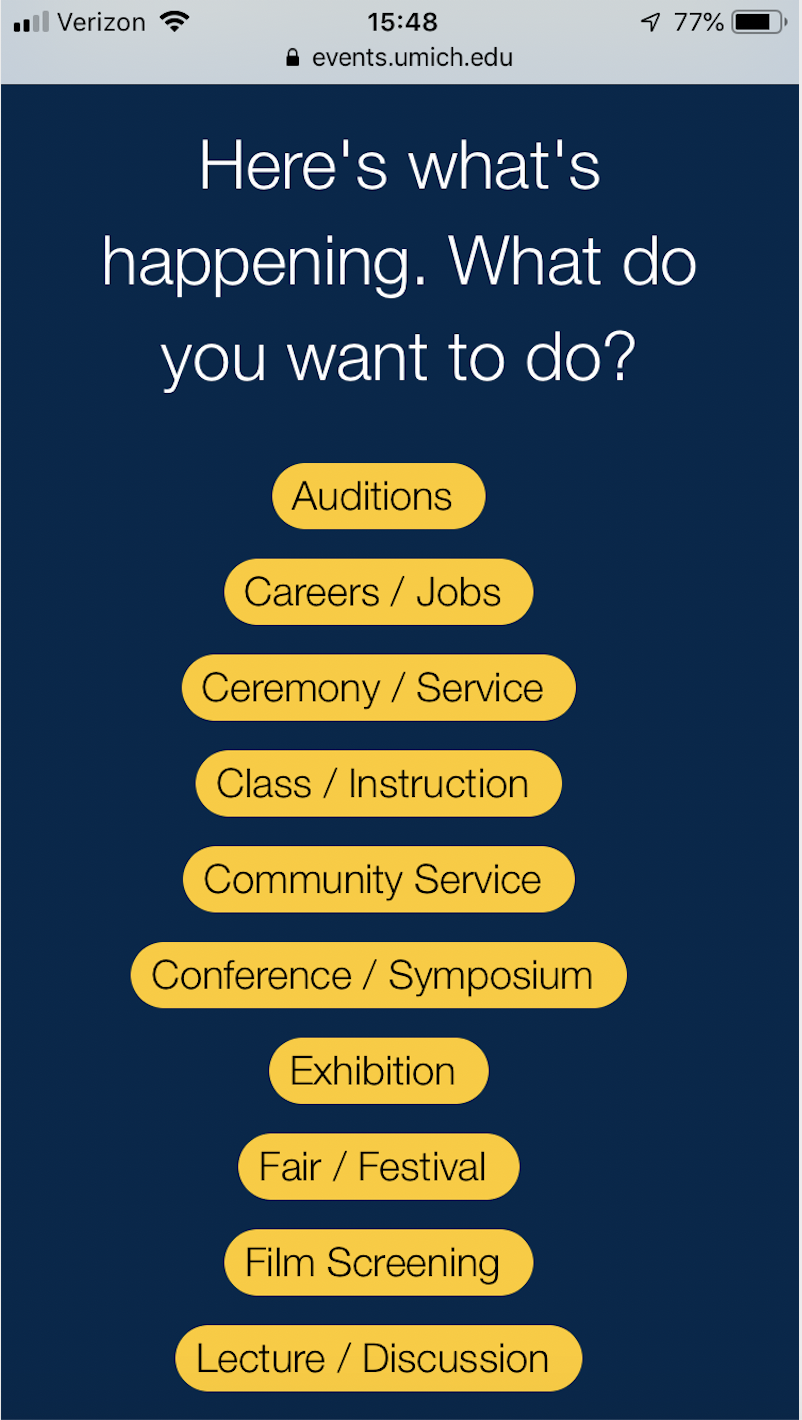 Verizon 15:48 77%
events.umich.edu
Here's what's
happening. What do
you want to do?
Auditions
Careers / Jobs
Ceremony / Service
Class / Instruction
Community Service
Conference / Symposium
Exhibition
Fair / Festival
Film Screening
Lecture / Discussion